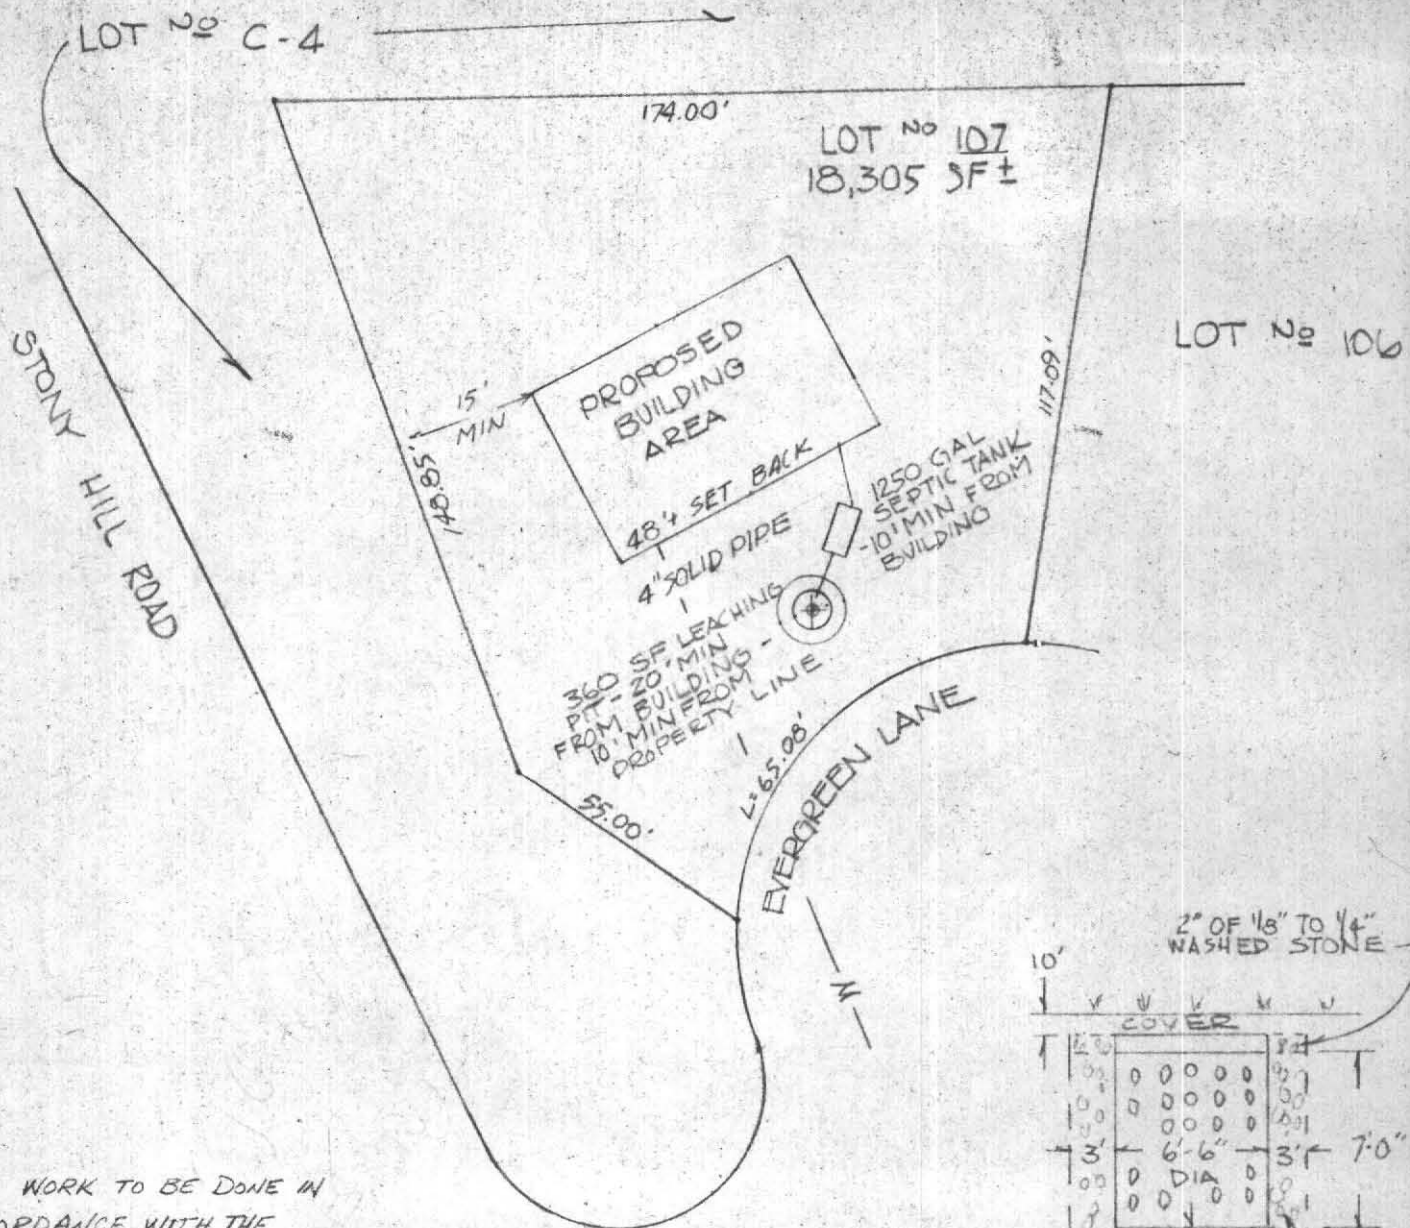 LOT No C-4
174.00'
LOT No 107
18,305 SF ±
LOT No 106
STONY HILL ROAD
15'
MIN
148.85'
PROPOSED
BUILDING
AREA
48'± SET BACK
4" SOLID PIPE
1250 GAL
SEPTIC TANK
-10' MIN FROM
BUILDING
117.09'
360 SF LEACHING
PIT - 20' MIN
FROM BUILDING -
10' MIN FROM
PROPERTY LINE
L=65.08'
55.00'
EVERGREEN LANE
N
2" OF 1/8" TO 1/4"
WASHED STONE
10'
COVER
3' 6'-6" 3' 7'-0"
DIA
WORK TO BE DONE IN
ORDANCE WITH THE